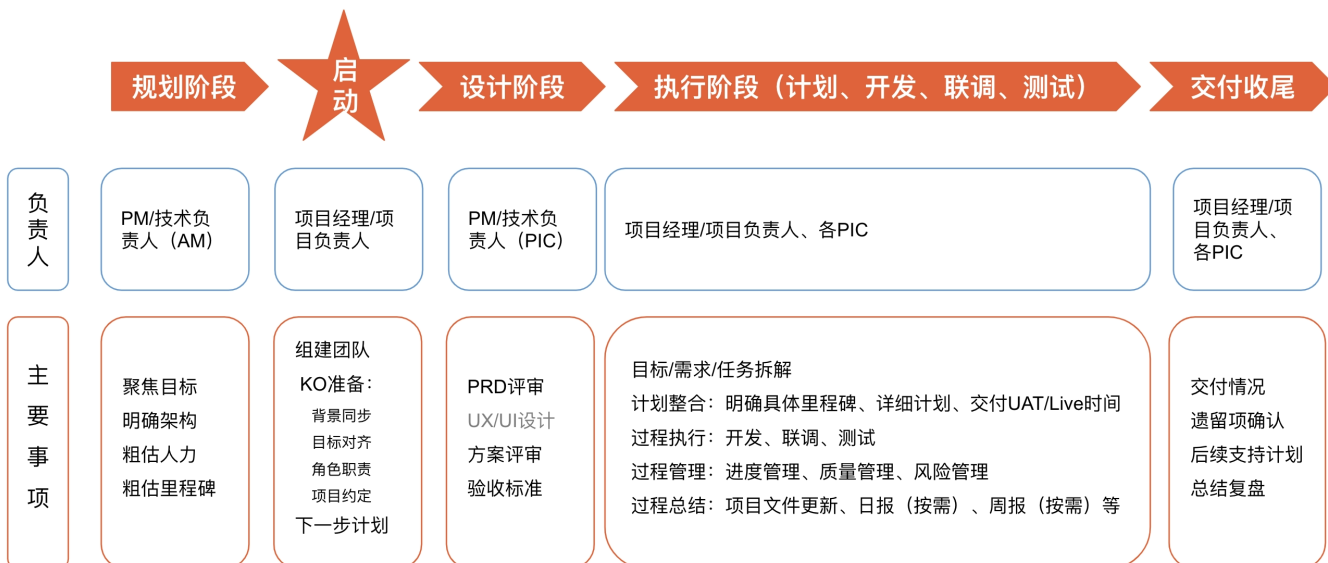 规划阶段
启
动
设计阶段
执行阶段（计划、开发、联调、测试）
交付收尾
负
责
人
PM/技术负
责人（AM）
项目经理/项
目负责人
PM/技术负
责人（PIC）
项目经理/项目负责人、各PIC
项目经理/项
目负责人、
各PIC
主
要
事
项
聚焦目标
明确架构
粗估人力
粗估里程碑
组建团队
KO准备：
背景同步
目标对齐
角色职责
项目约定
下一步计划
PRD评审
UX/UI设计
方案评审
验收标准
目标/需求/任务拆解
计划整合：明确具体里程碑、详细计划、交付UAT/Live时间
过程执行：开发、联调、测试
过程管理：进度管理、质量管理、风险管理
过程总结：项目文件更新、日报（按需）、周报（按需）等
交付情况
遗留项确认
后续支持计划
总结复盘